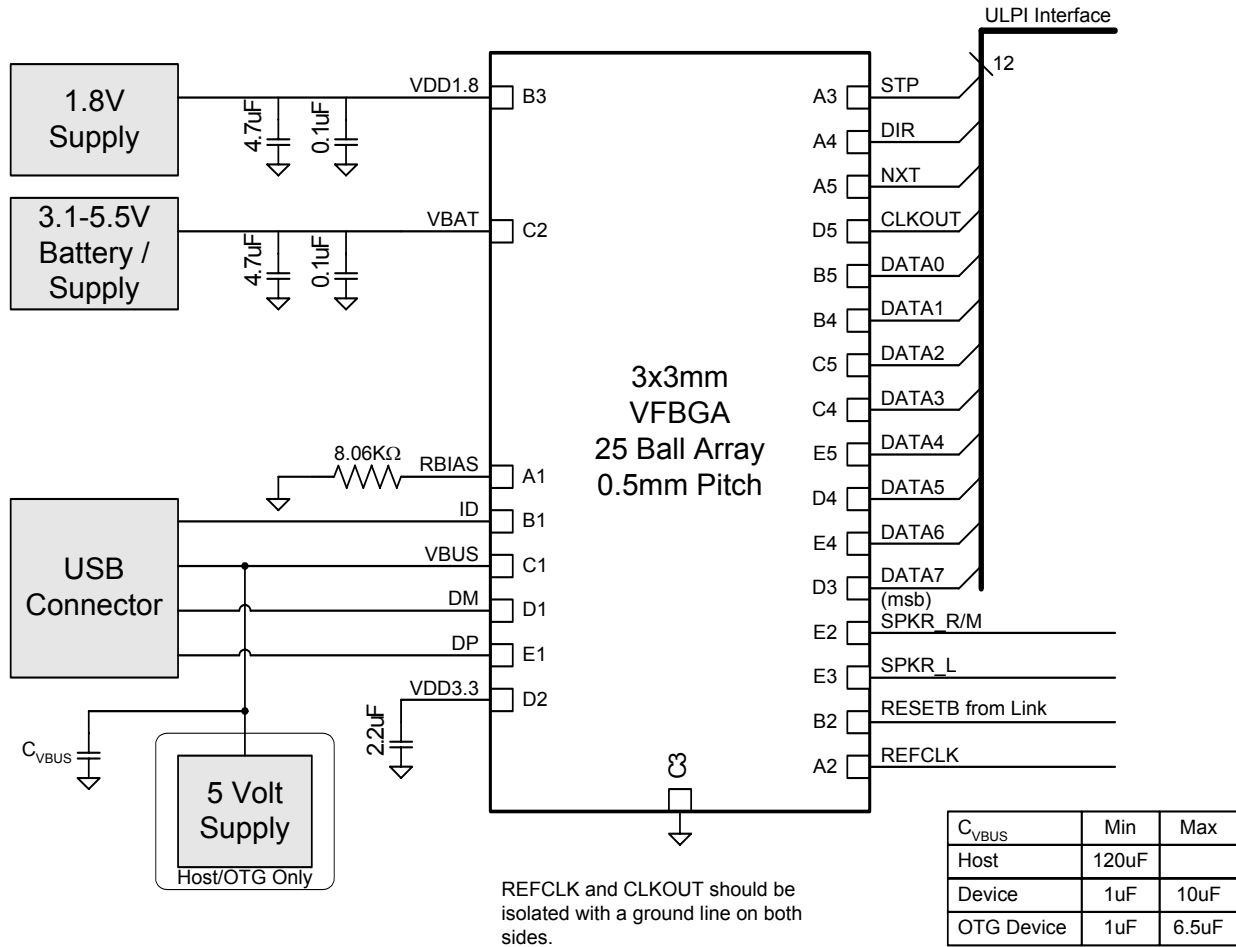 ULPI Interface
12
1.8V
Supply
VDD1.8
B3
4.7uF
0.1uF
3.1-5.5V
Battery /
Supply
VBAT
C2
4.7uF
0.1uF
8.06KΩ
RBIAS
A1
USB
Connector
ID
B1
VBUS
C1
DM
D1
DP
E1
VDD3.3
D2
2.2uF
C3
CVBUS
5 Volt
Supply
Host/OTG Only
3x3mm
VFBGA
25 Ball Array
0.5mm Pitch
A3
STP
A4
DIR
A5
NXT
D5
CLKOUT
B5
DATA0
B4
DATA1
C5
DATA2
C4
DATA3
E5
DATA4
D4
DATA5
E4
DATA6
D3
DATA7
(msb)
E2
SPKR_R/M
E3
SPKR_L
B2
RESETB from Link
A2
REFCLK
REFCLK and CLKOUT should be
isolated with a ground line on both
sides.
CVBUS Min Max
Host 120uF
Device 1uF 10uF
OTG Device 1uF 6.5uF